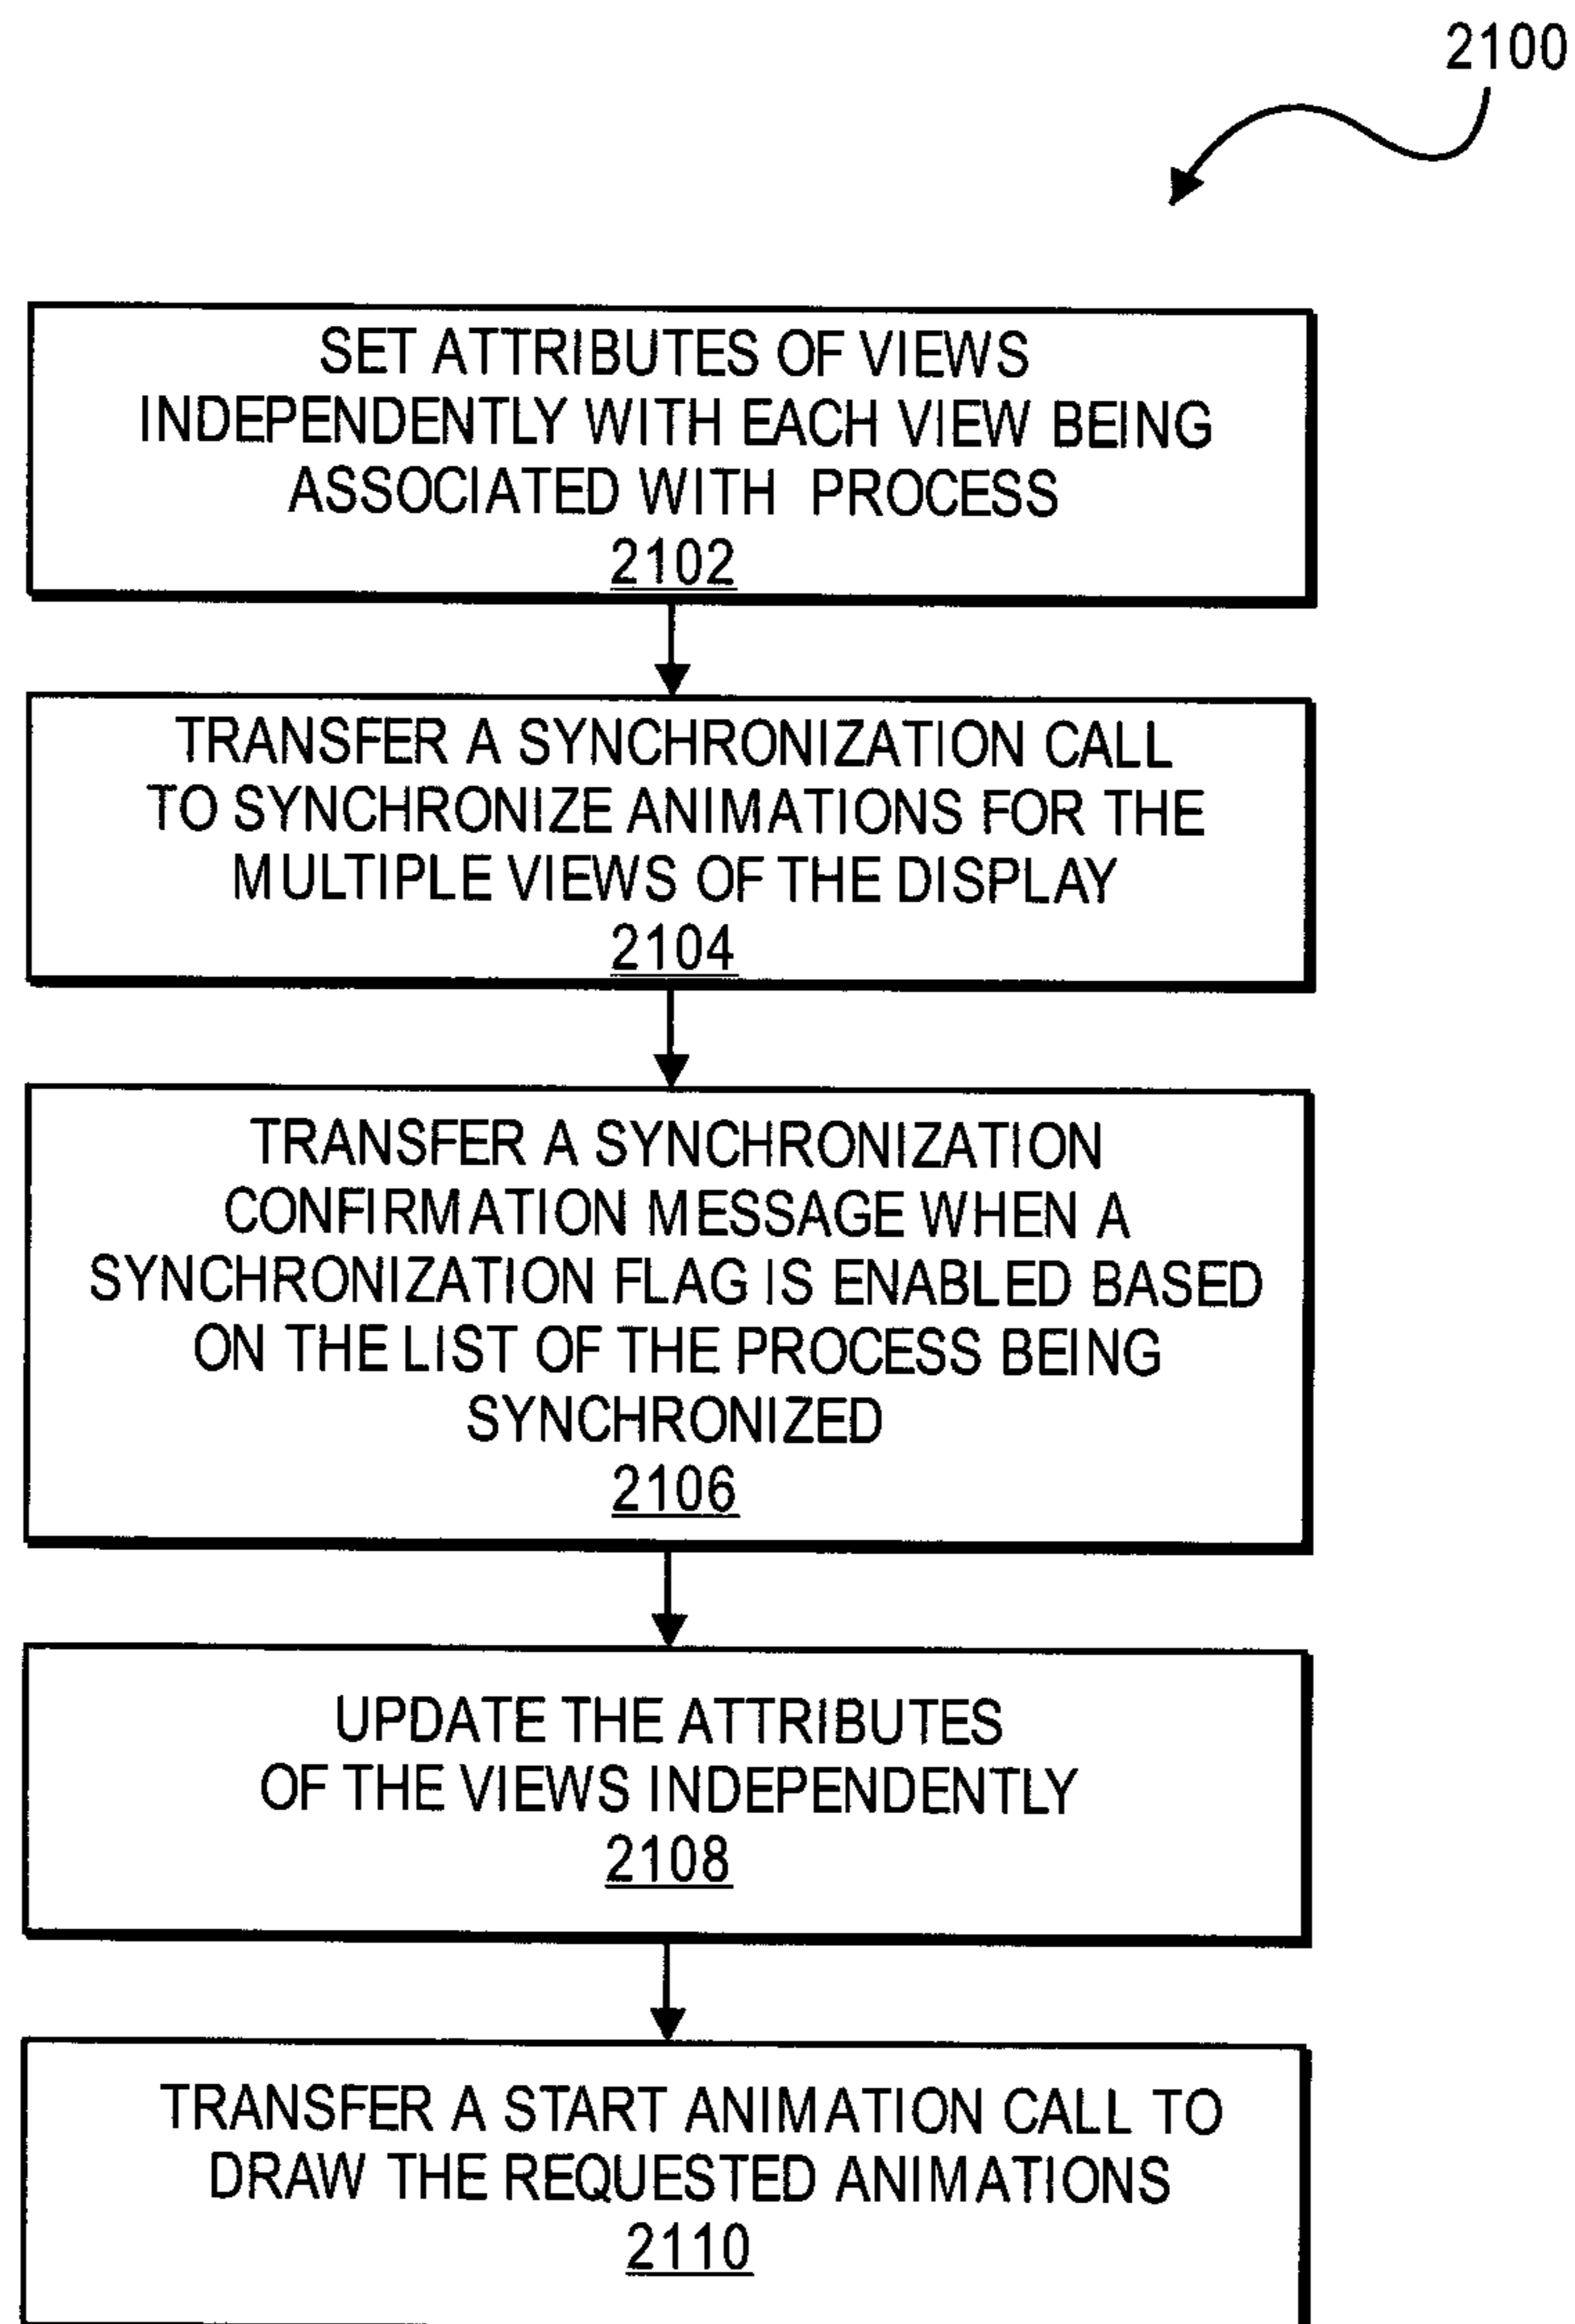 2100
SET ATTRIBUTES OF VIEWS
INDEPENDENTLY WITH EACH VIEW BEING
ASSOCIATED WITH PROCESS
2102
TRANSFER A SYNCHRONIZATION CALL
TO SYNCHRONIZE ANIMATIONS FOR THE
MULTIPLE VIEWS OF THE DISPLAY
2104
TRANSFER A SYNCHRONIZATION
CONFIRMATION MESSAGE WHEN A
SYNCHRONIZATION FLAG IS ENABLED BASED
ON THE LIST OF THE PROCESS BEING
SYNCHRONIZED
2106
UPDATE THE ATTRIBUTES
OF THE VIEWS INDEPENDENTLY
2108
TRANSFER A START ANIMATION CALL TO
DRAW THE REQUESTED ANIMATIONS
2110